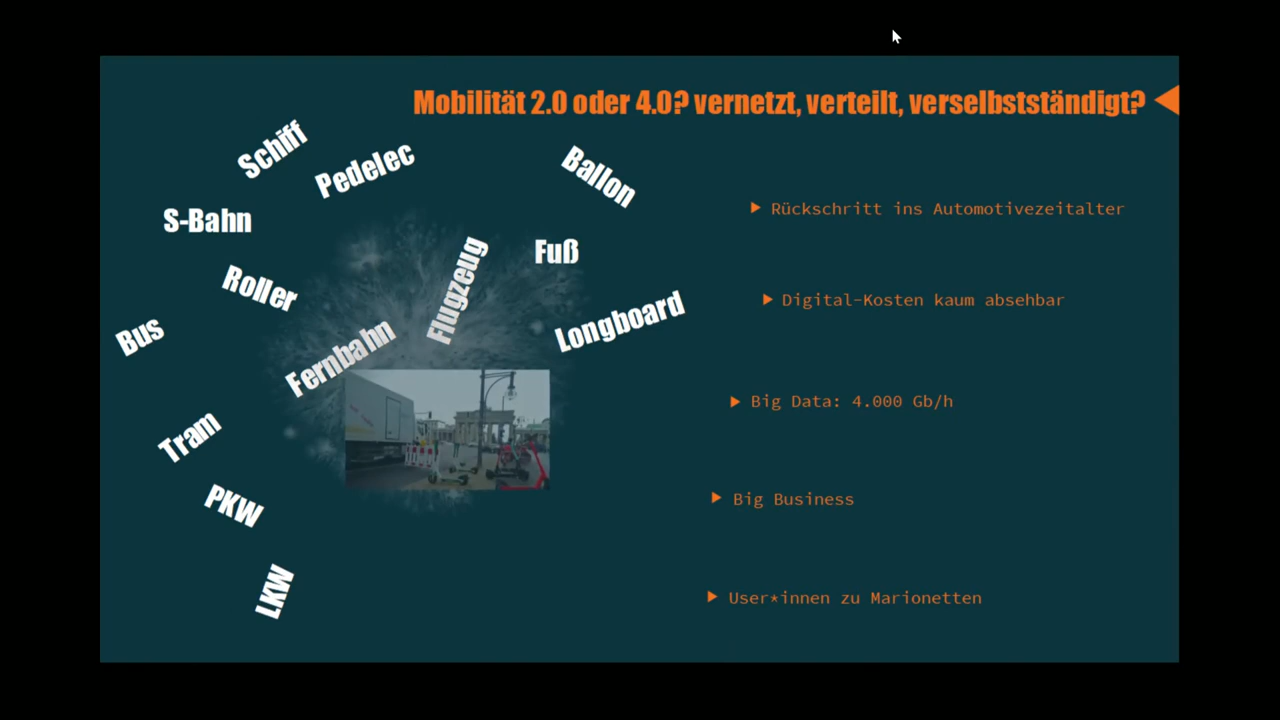 Mobilität 2.0 oder 4.0? vernetzt, verteilt, verselbstständigt?
Schiff
Pedelec
Ballon
S-Bahn
Fuß
Roller
Flugzeug
Longboard
Bus
Fernbahn
Tram
PKW
LKW
Rückschritt ins Automotivezeitalter
Digital-Kosten kaum absehbar
Big Data: 4.000 Gb/h
Big Business
User*innen zu Marionetten